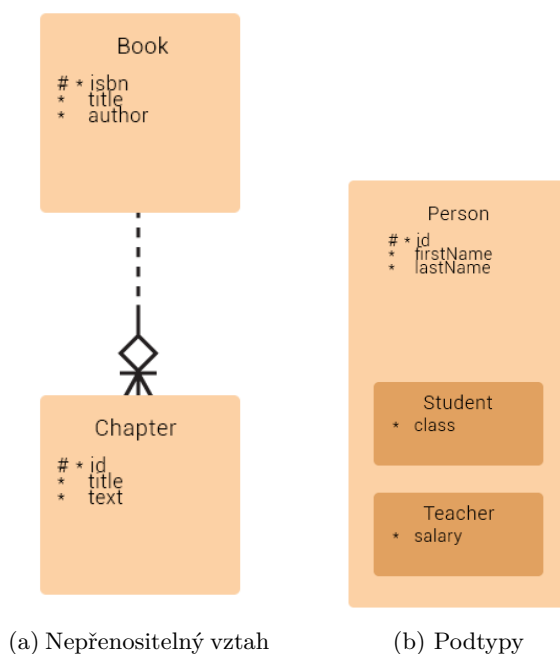 Book
# * isbn
* title
* author
Chapter
# * id
* title
* text
(a) Nepřenositelný vztah
Person
# * id
* firstName
* lastName
Student
* class
Teacher
* salary
(b) Podtypy